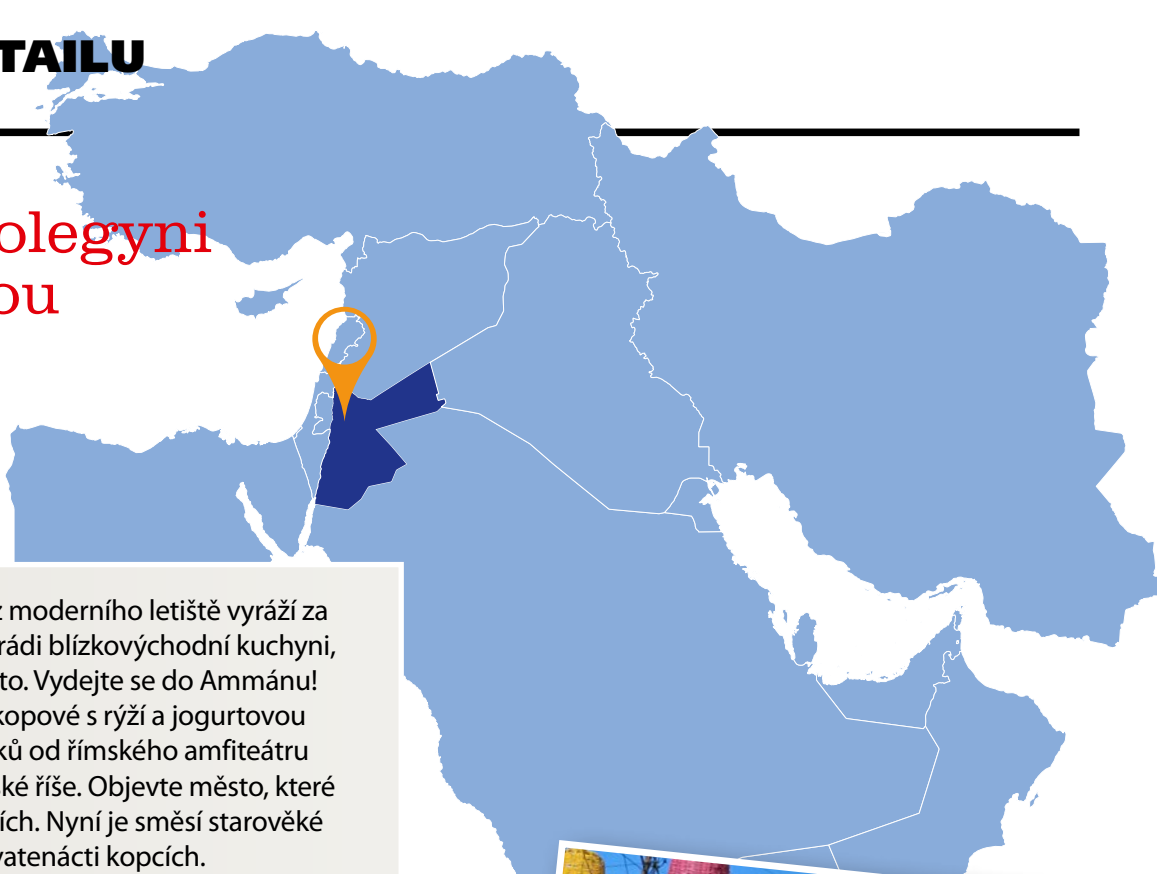 TAILU
olegyni
ou
z moderního letiště vyráží za
rádi blízkovýchodní kuchyni,
to. Vydejte se do Ammánu!
kopové s rýží a jogurtovou
ků od římského amfiteátru
ké říše. Objevte město, které
ích. Nyní je směsí starověké
vatenácti kopcích.